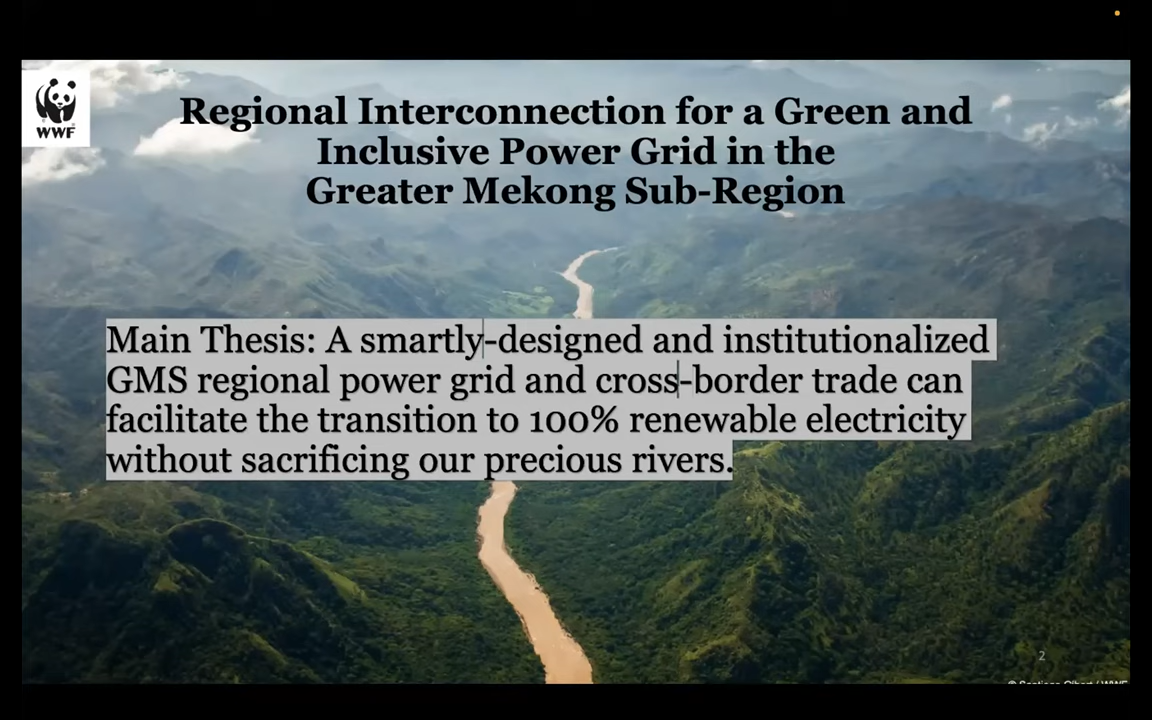 WWF
Regional Interconnection for a Green and
Inclusive Power Grid in the
Greater Mekong Sub-Region
Main Thesis: A smartly-designed and institutionalized
GMS regional power grid and cross-border trade can
facilitate the transition to 100% renewable electricity
without sacrificing our precious rivers.
2